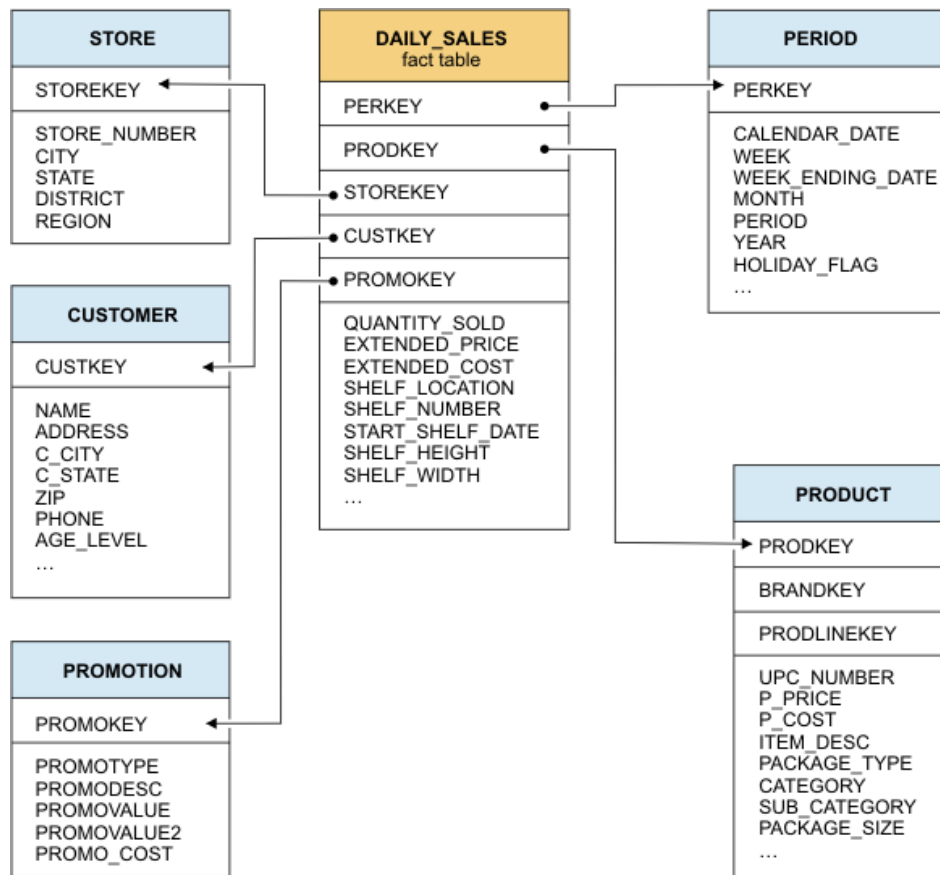 STORE
STOREKEY
STORE_NUMBER
CITY
STATE
DISTRICT
REGION
CUSTOMER
CUSTKEY
NAME
ADDRESS
C_CITY
C_STATE
ZIP
PHONE
AGE_LEVEL
...
PROMOTION
PROMOKEY
PROMOTYPE
PROMODESC
PROMOVALUE
PROMOVALUE2
PROMO_COST
DAILY_SALES
fact table
PERKEY
PRODKEY
STOREKEY
CUSTKEY
PROMOKEY
QUANTITY_SOLD
EXTENDED_PRICE
EXTENDED_COST
SHELF_LOCATION
SHELF_NUMBER
START_SHELF_DATE
SHELF_HEIGHT
SHELF_WIDTH
...
PERIOD
PERKEY
CALENDAR_DATE
WEEK
WEEK_ENDING_DATE
MONTH
PERIOD
YEAR
HOLIDAY_FLAG
...
PRODUCT
PRODKEY
BRANDKEY
PRODLINEKEY
UPC_NUMBER
P_PRICE
P_COST
ITEM_DESC
PACKAGE_TYPE
CATEGORY
SUB_CATEGORY
PACKAGE_SIZE
...